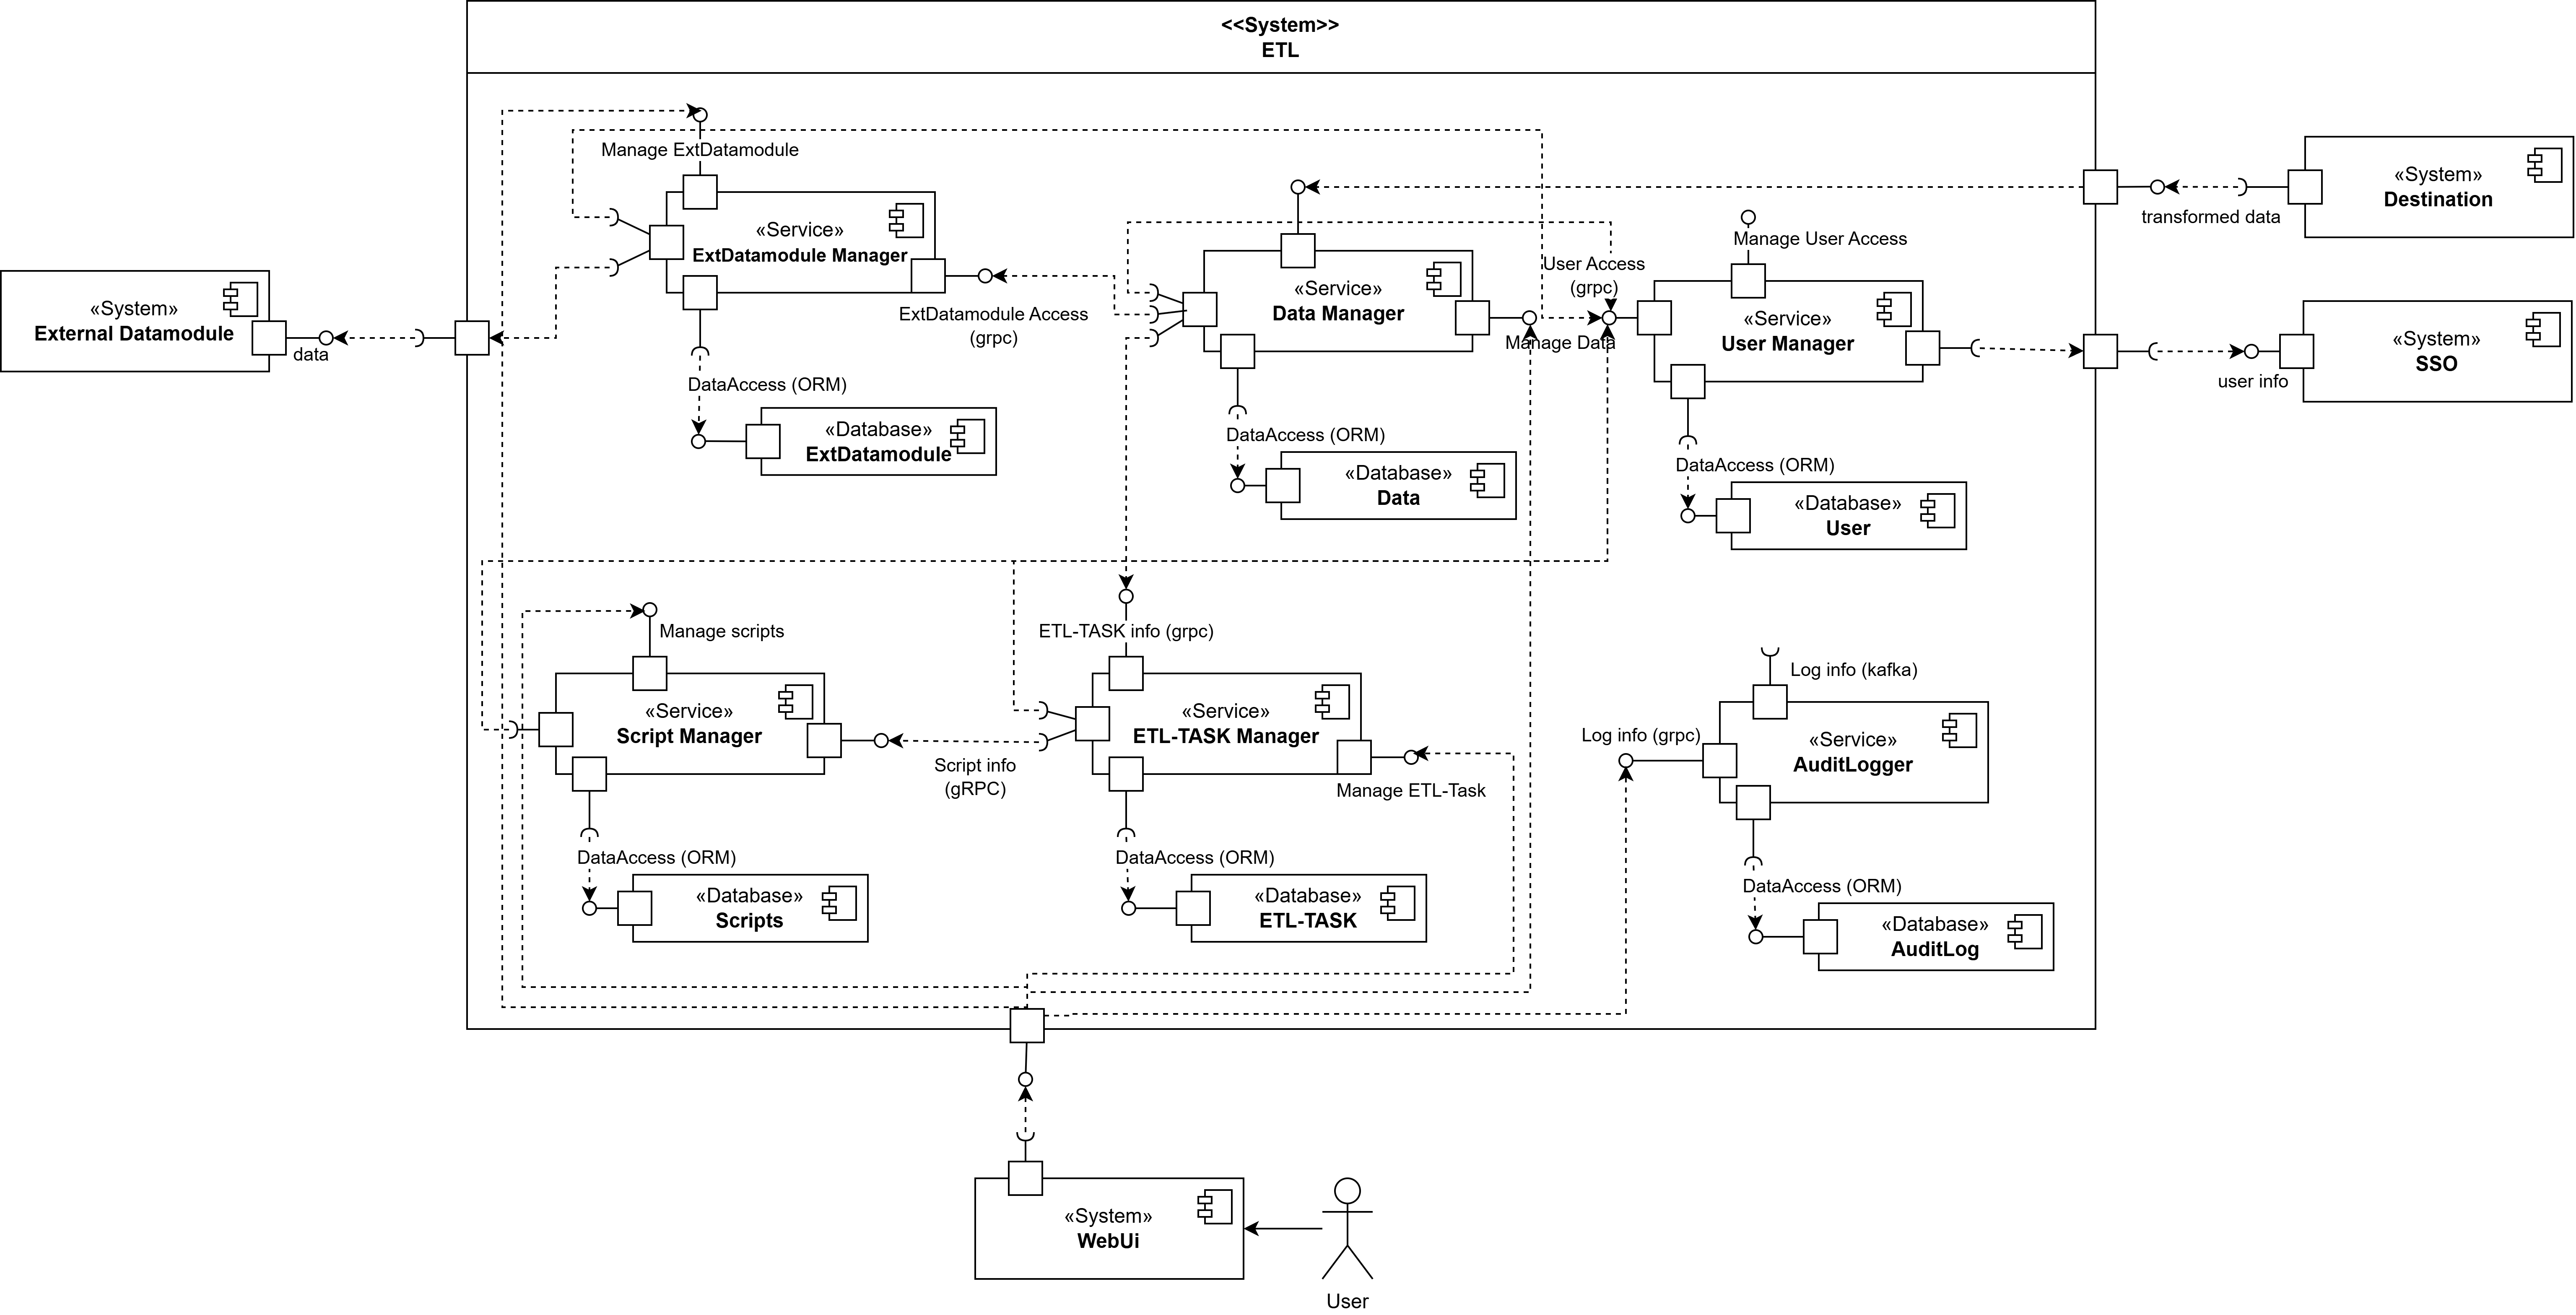 <<System>>
ETL
Manage ExtDatamodule
«Service»
ExtDatamodule Manager
«System»
External Datamodule
data
ExtDatamodule Access
(grpc)
DataAccess (ORM)
«Database»
ExtDatamodule
«Service»
Data Manager
Manage Data
DataAccess (ORM)
«Database»
Data
User Access
(grpc)
Manage User Access
«Service»
User Manager
DataAccess (ORM)
«Database»
User
«System»
Destination
transformed data
«System»
SSO
user info
Manage scripts
«Service»
Script Manager
Script info
(gRPC)
DataAccess (ORM)
«Database»
Scripts
ETL-TASK info (grpc)
«Service»
ETL-TASK Manager
Manage ETL-Task
DataAccess (ORM)
«Database»
ETL-TASK
Log info (kafka)
Log info (grpc)
«Service»
AuditLogger
DataAccess (ORM)
«Database»
AuditLog
«System»
WebUi
User